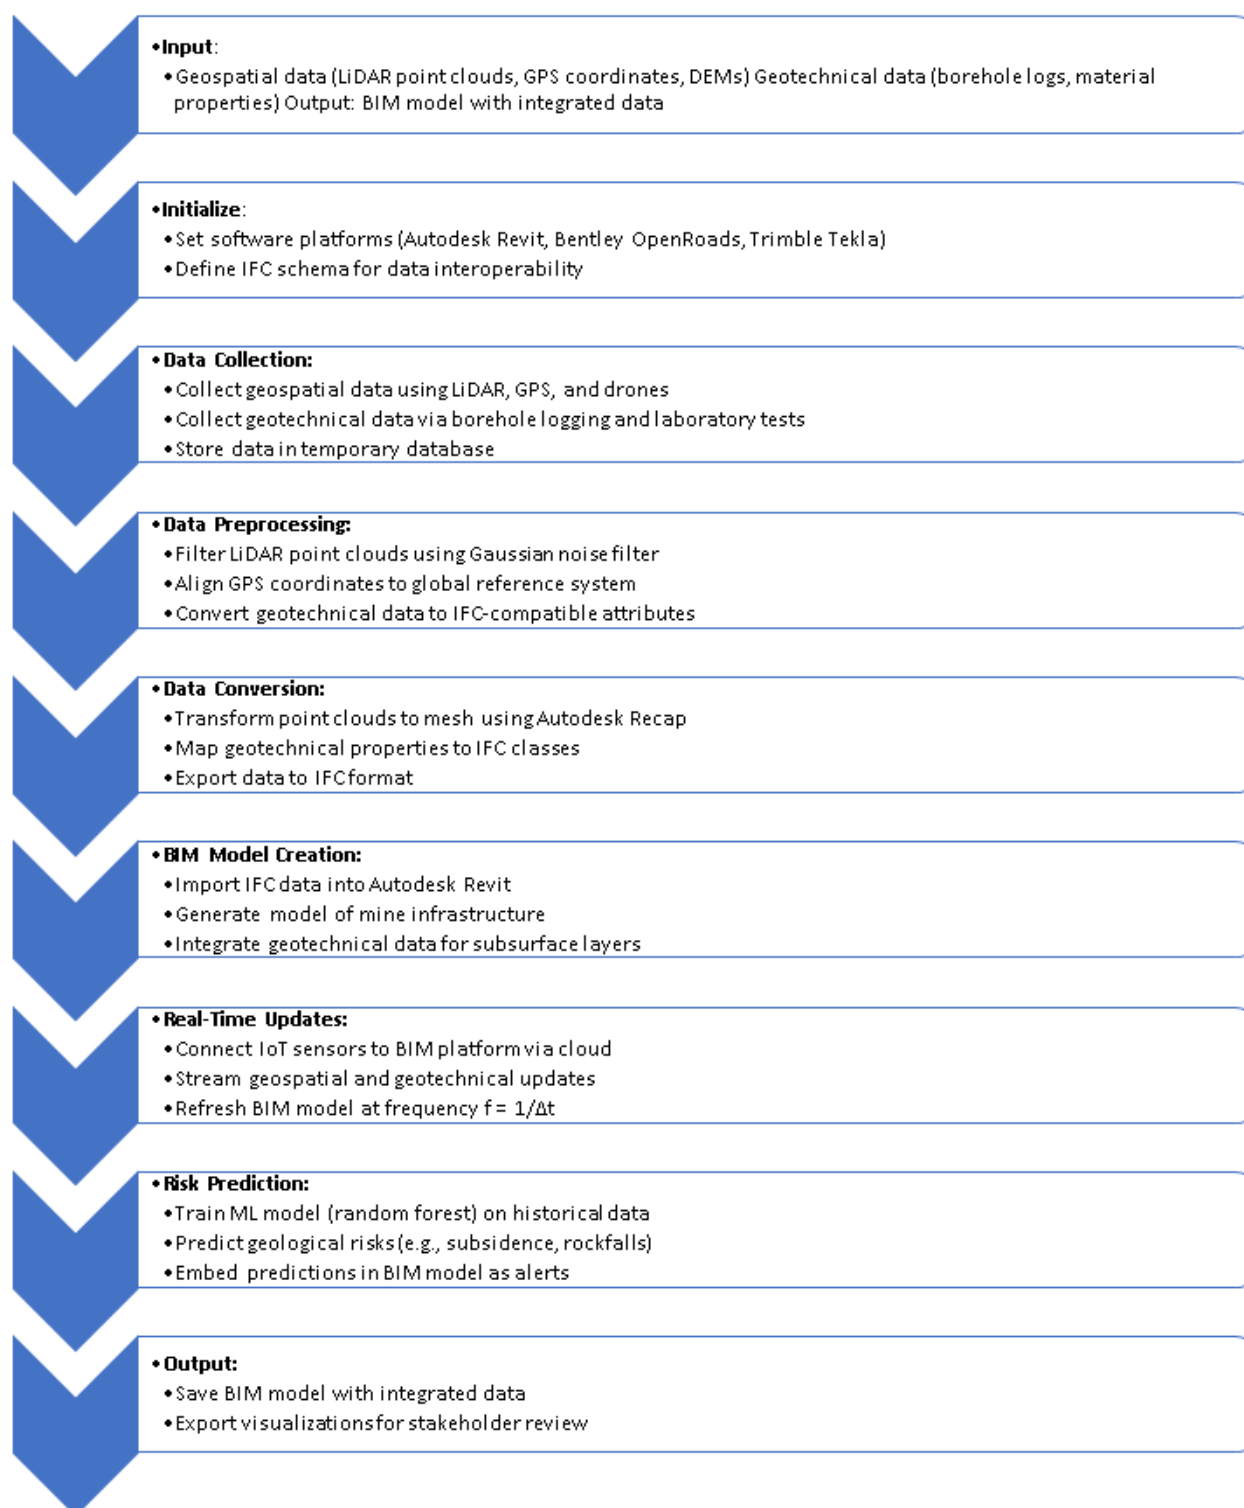 •Input:
•Geospatial data (LiDAR point clouds, GPS coordinates, DEMs) Geotechnical data (borehole logs, material
properties) Output: BIM model with integrated data
•Initialize:
•Set software platforms (Autodesk Revit, Bentley OpenRoads, Trimble Tekla)
•Define IFC schema for data interoperability
•Data Collection:
•Collect geospatial data using LiDAR, GPS, and drones
•Collect geotechnical data via borehole logging and laboratory tests
•Store data in temporary database
•Data Preprocessing:
•Filter LiDAR point clouds using Gaussian noise filter
•Align GPS coordinates to global reference system
•Convert geotechnical data to IFC-compatible attributes
•Data Conversion:
•Transform point clouds to mesh using Autodesk Recap
•Map geotechnical properties to IFC classes
•Export data to IFC format
•BIM Model Creation:
•Import IFC data into Autodesk Revit
•Generate model of mine infrastructure
•Integrate geotechnical data for subsurface layers
•Real-Time Updates:
•Connect IoT sensors to BIM platform via cloud
•Stream geospatial and geotechnical updates
•Refresh BIM model at frequency f = 1/Δt
•Risk Prediction:
•Train ML model (random forest) on historical data
•Predict geological risks (e.g., subsidence, rockfalls)
•Embed predictions in BIM model as alerts
•Output:
•Save BIM model with integrated data
•Export visualizations for stakeholder review